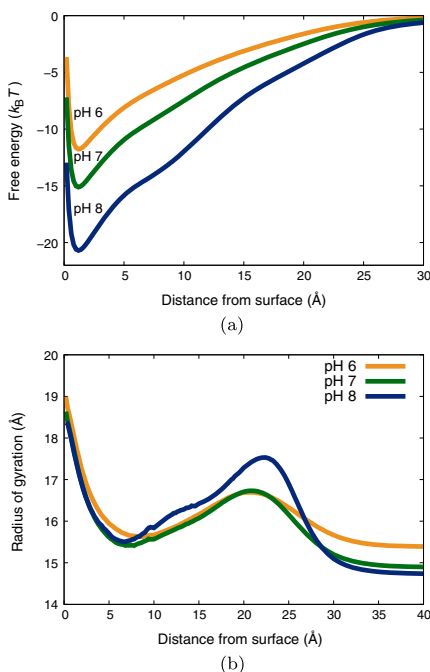 0
−5
−10
−15
−20
Free energy (kBT)
pH 6
pH 7
pH 8
0 5 10 15 20 25 30
Distance from surface (Å)
(a)
20
19
18
17
16
15
14
Radius of gyration (Å)
pH 6
pH 7
pH 8
0 5 10 15 20 25 30 35 40
Distance from surface (Å)
(b)